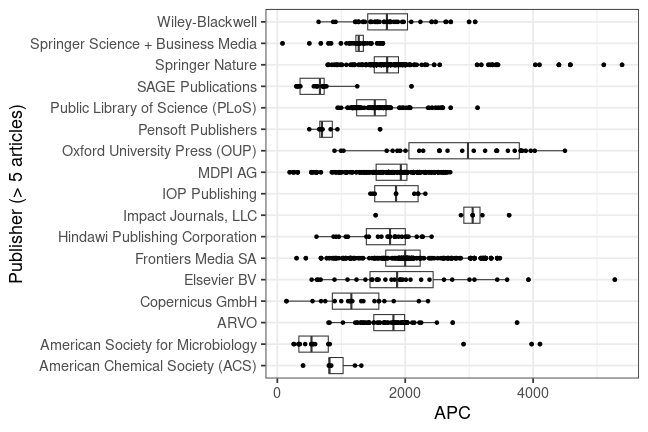 Publisher (> 5 articles)
Wiley-Blackwell
Springer Science + Business Media
Springer Nature
SAGE Publications
Public Library of Science (PLoS)
Pensoft Publishers
Oxford University Press (OUP)
MDPI AG
IOP Publishing
Impact Journals, LLC
Hindawi Publishing Corporation
Frontiers Media SA
Elsevier BV
Copernicus GmbH
ARVO
American Society for Microbiology
American Chemical Society (ACS)
0 2000 4000
APC